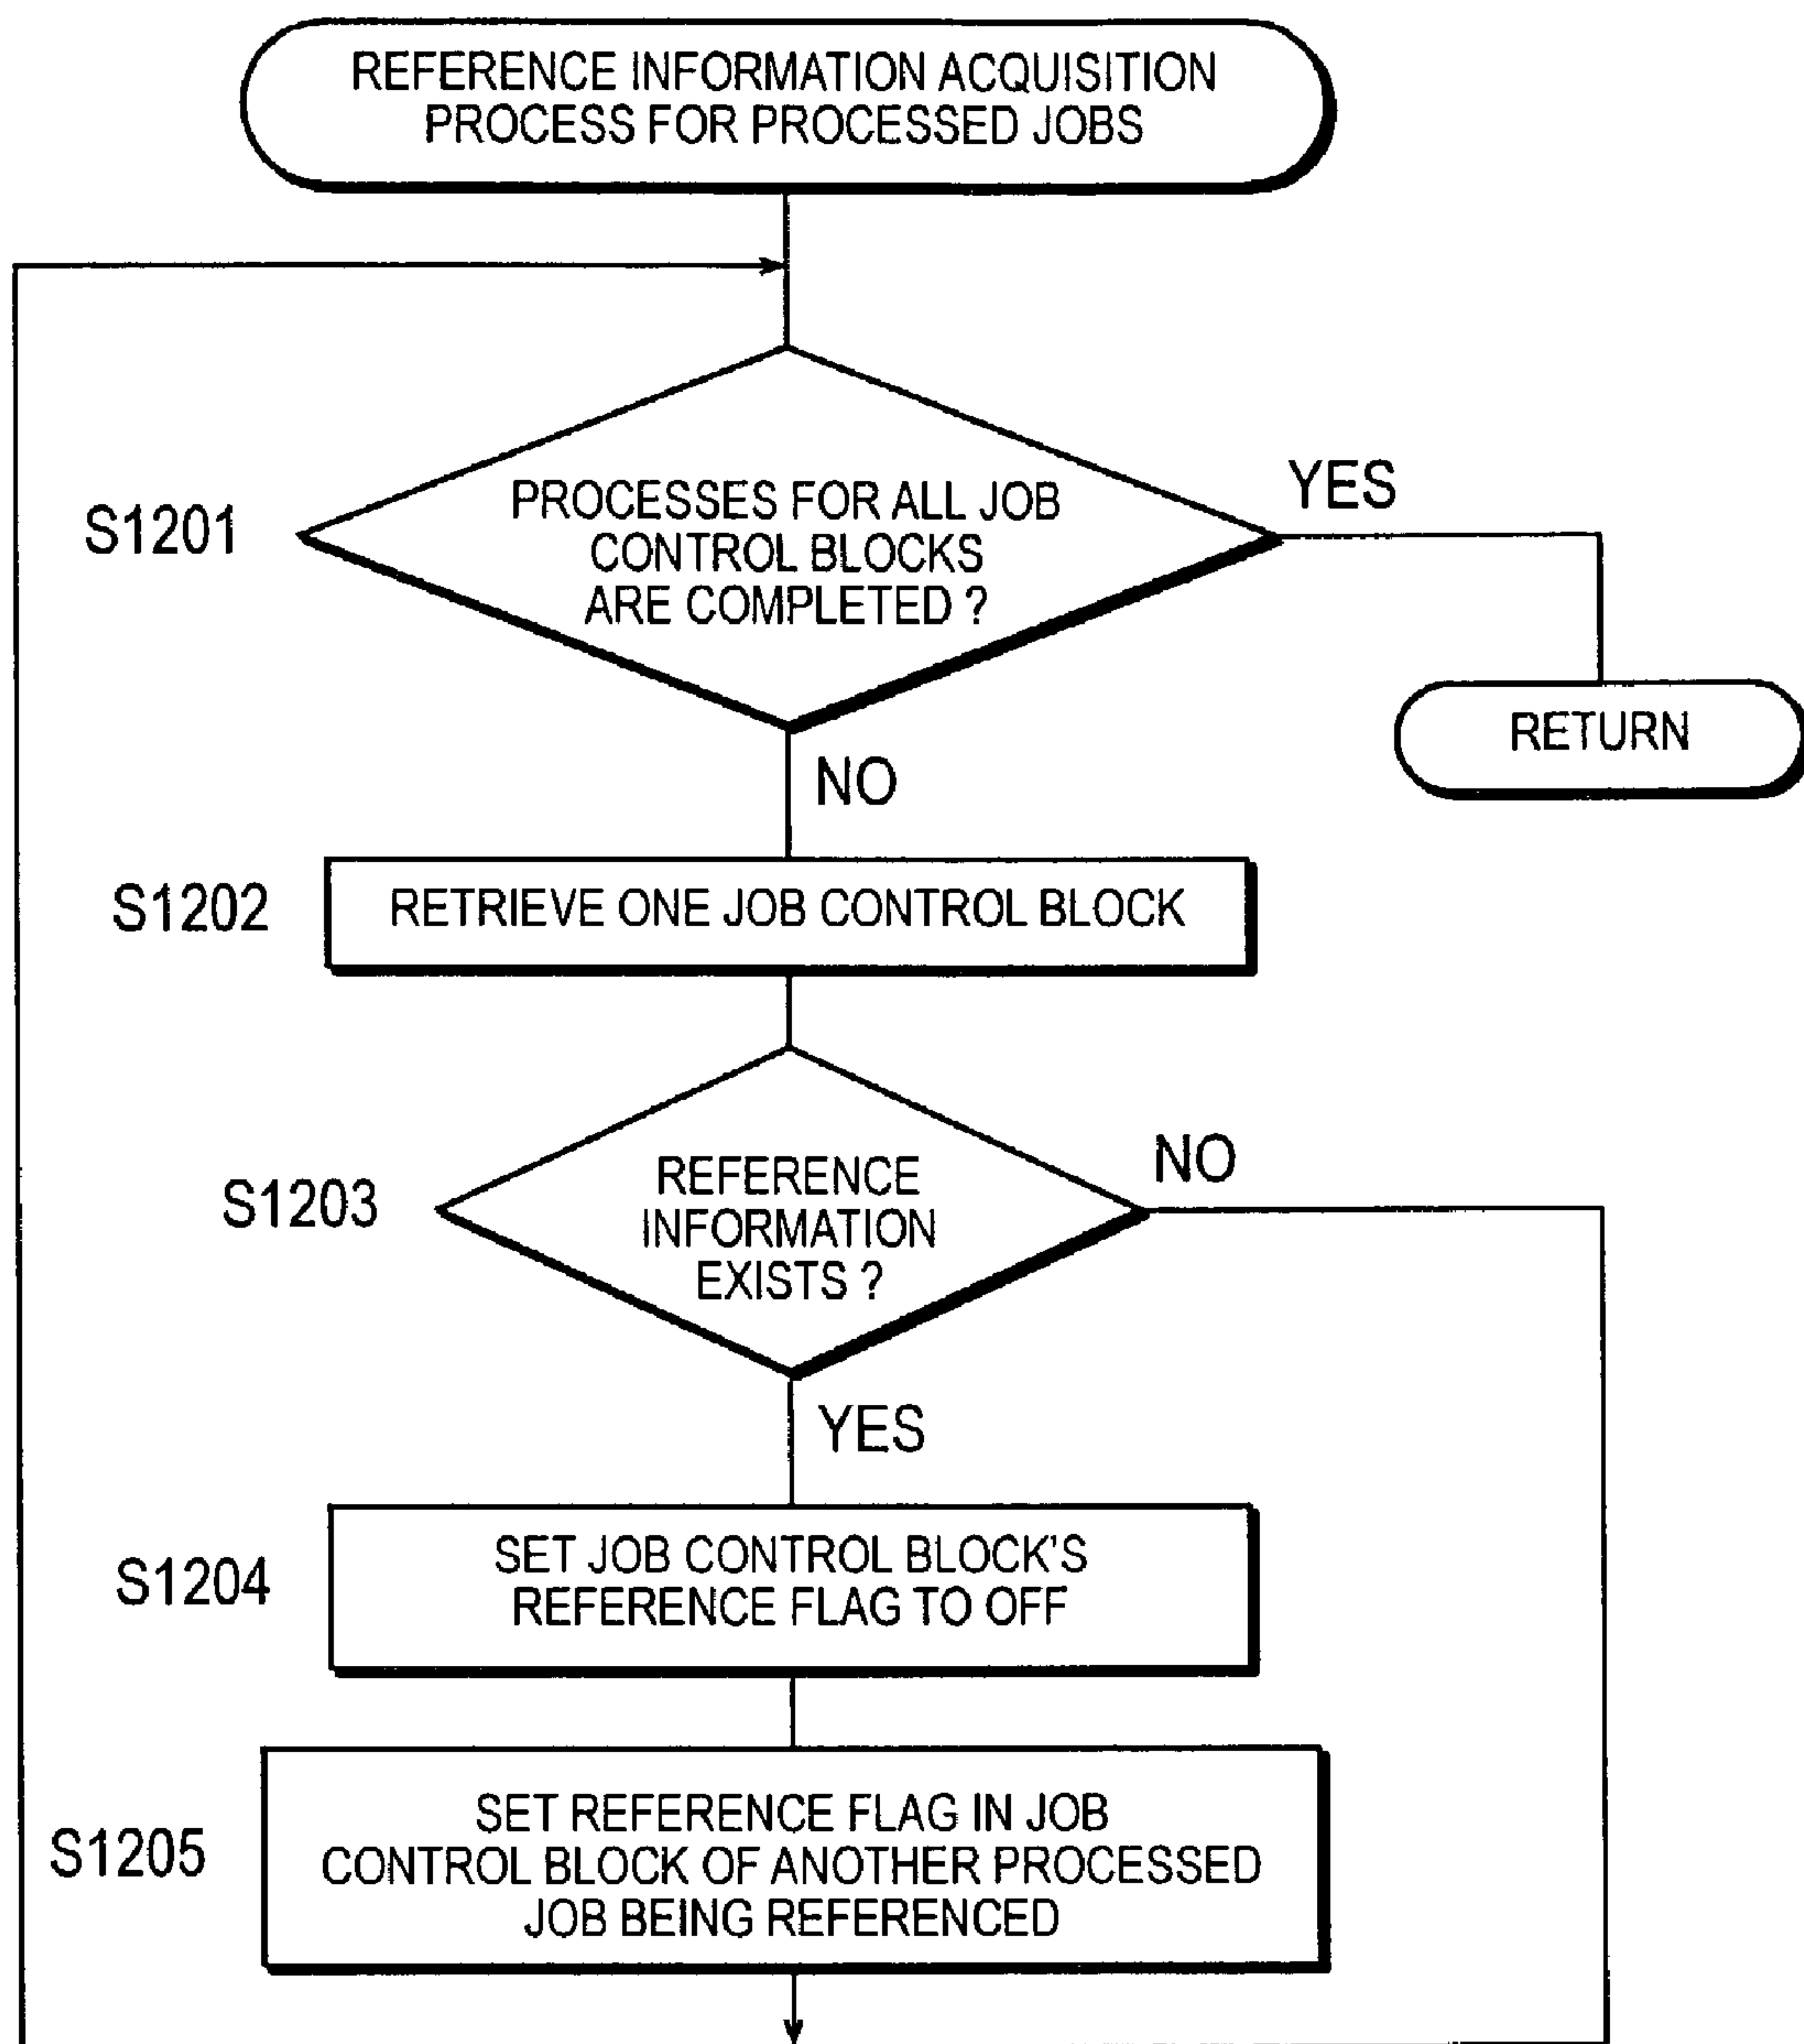 REFERENCE INFORMATION ACQUISITION
PROCESS FOR PROCESSED JOBS
S1201
PROCESSES FOR ALL JOB
CONTROL BLOCKS
ARE COMPLETED ?
YES
RETURN
NO
S1202
RETRIEVE ONE JOB CONTROL BLOCK
S1203
REFERENCE
INFORMATION
EXISTS ?
NO
YES
S1204
SET JOB CONTROL BLOCK'S
REFERENCE FLAG TO OFF
S1205
SET REFERENCE FLAG IN JOB
CONTROL BLOCK OF ANOTHER PROCESSED
JOB BEING REFERENCED